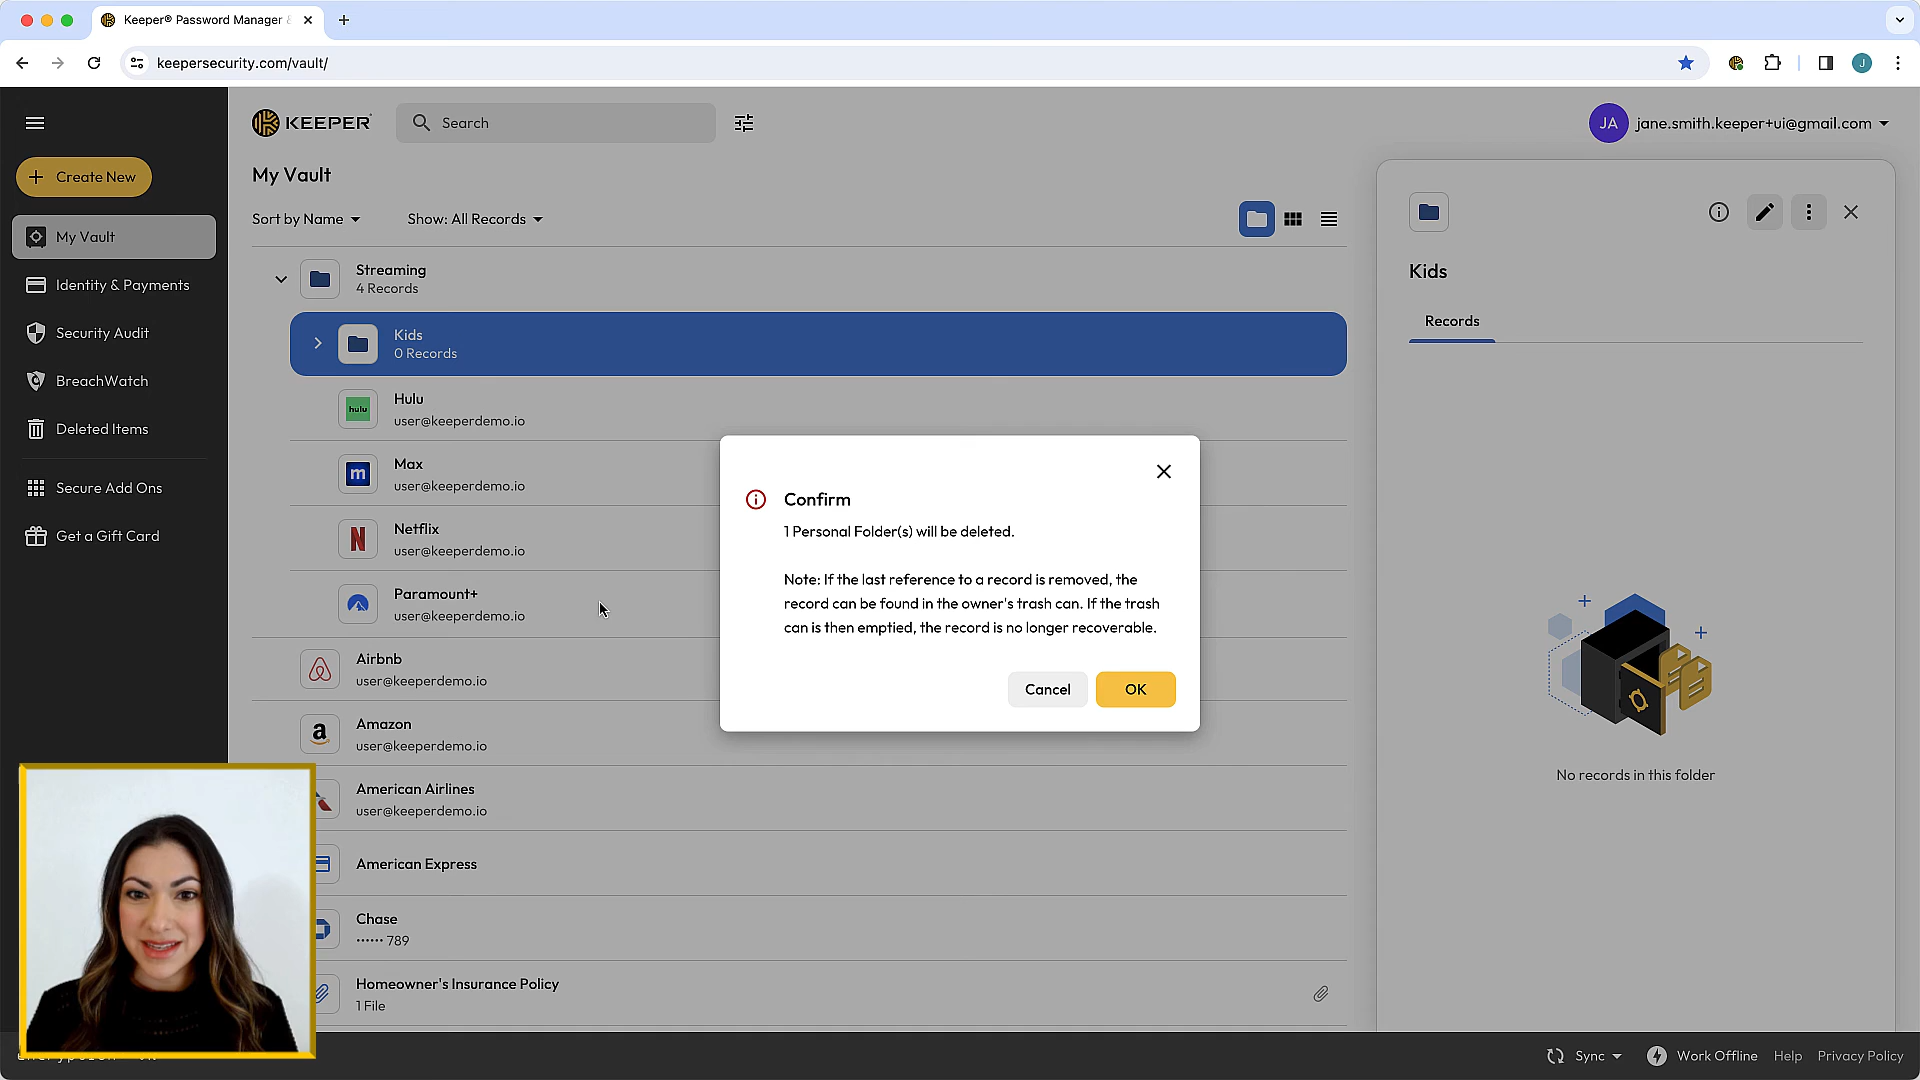 Keeper® Password Manager
keepersecurity.com/vault/
J
KEEPER
Search
JA
jane.smith.keeper+ui@gmail.com
Create New
My Vault
Identity & Payments
Security Audit
BreachWatch
Deleted Items
Secure Add Ons
Get a Gift Card
My Vault
Sort by Name
Show: All Records
Streaming
4 Records
Kids
0 Records
hulu
Hulu
user@keeperdemo.io
m
Max
user@keeperdemo.io
N
Netflix
user@keeperdemo.io
Paramount+
user@keeperdemo.io
Airbnb
user@keeperdemo.io
a
Amazon
user@keeperdemo.io
American Airlines
user@keeperdemo.io
American Express
Chase
•••••• 789
Homeowner's Insurance Policy
1 File
Confirm
1 Personal Folder(s) will be deleted.
Note: If the last reference to a record is removed, the
record can be found in the owner's trash can. If the trash
can is then emptied, the record is no longer recoverable.
Cancel
OK
Kids
Records
No records in this folder
Sync
Work Offline
Help
Privacy Policy